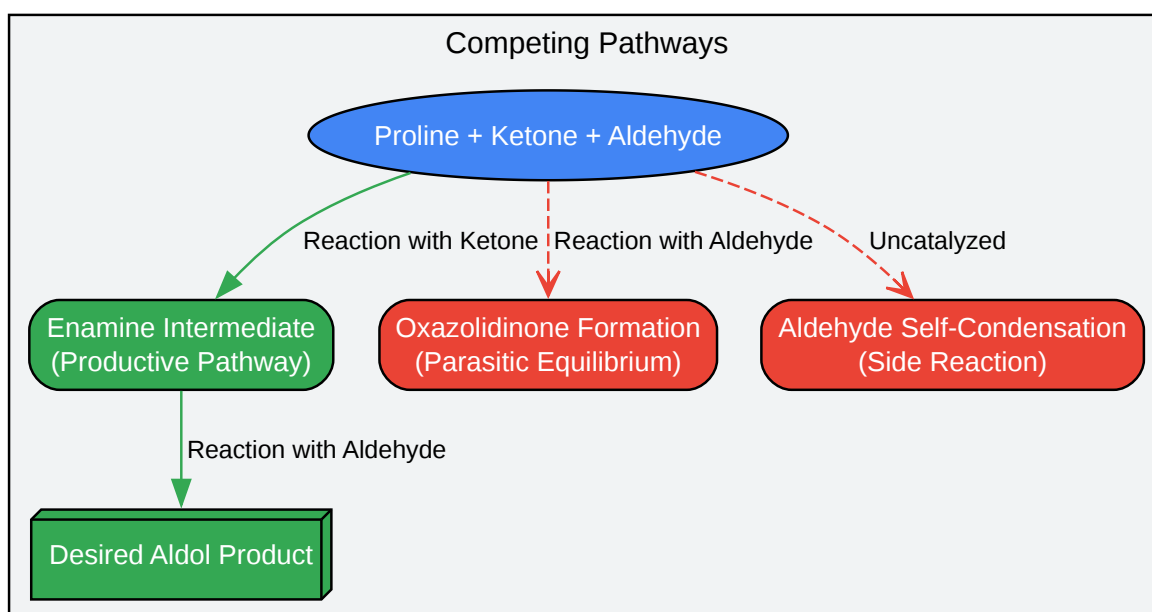 Competing Pathways
Proline + Ketone + Aldehyde
Reaction with Ketone
Reaction with Aldehyde
Uncatalyzed
Enamine Intermediate
(Productive Pathway)
Oxazolidinone Formation
(Parasitic Equilibrium)
Aldehyde Self-Condensation
(Side Reaction)
Reaction with Aldehyde
Desired Aldol Product